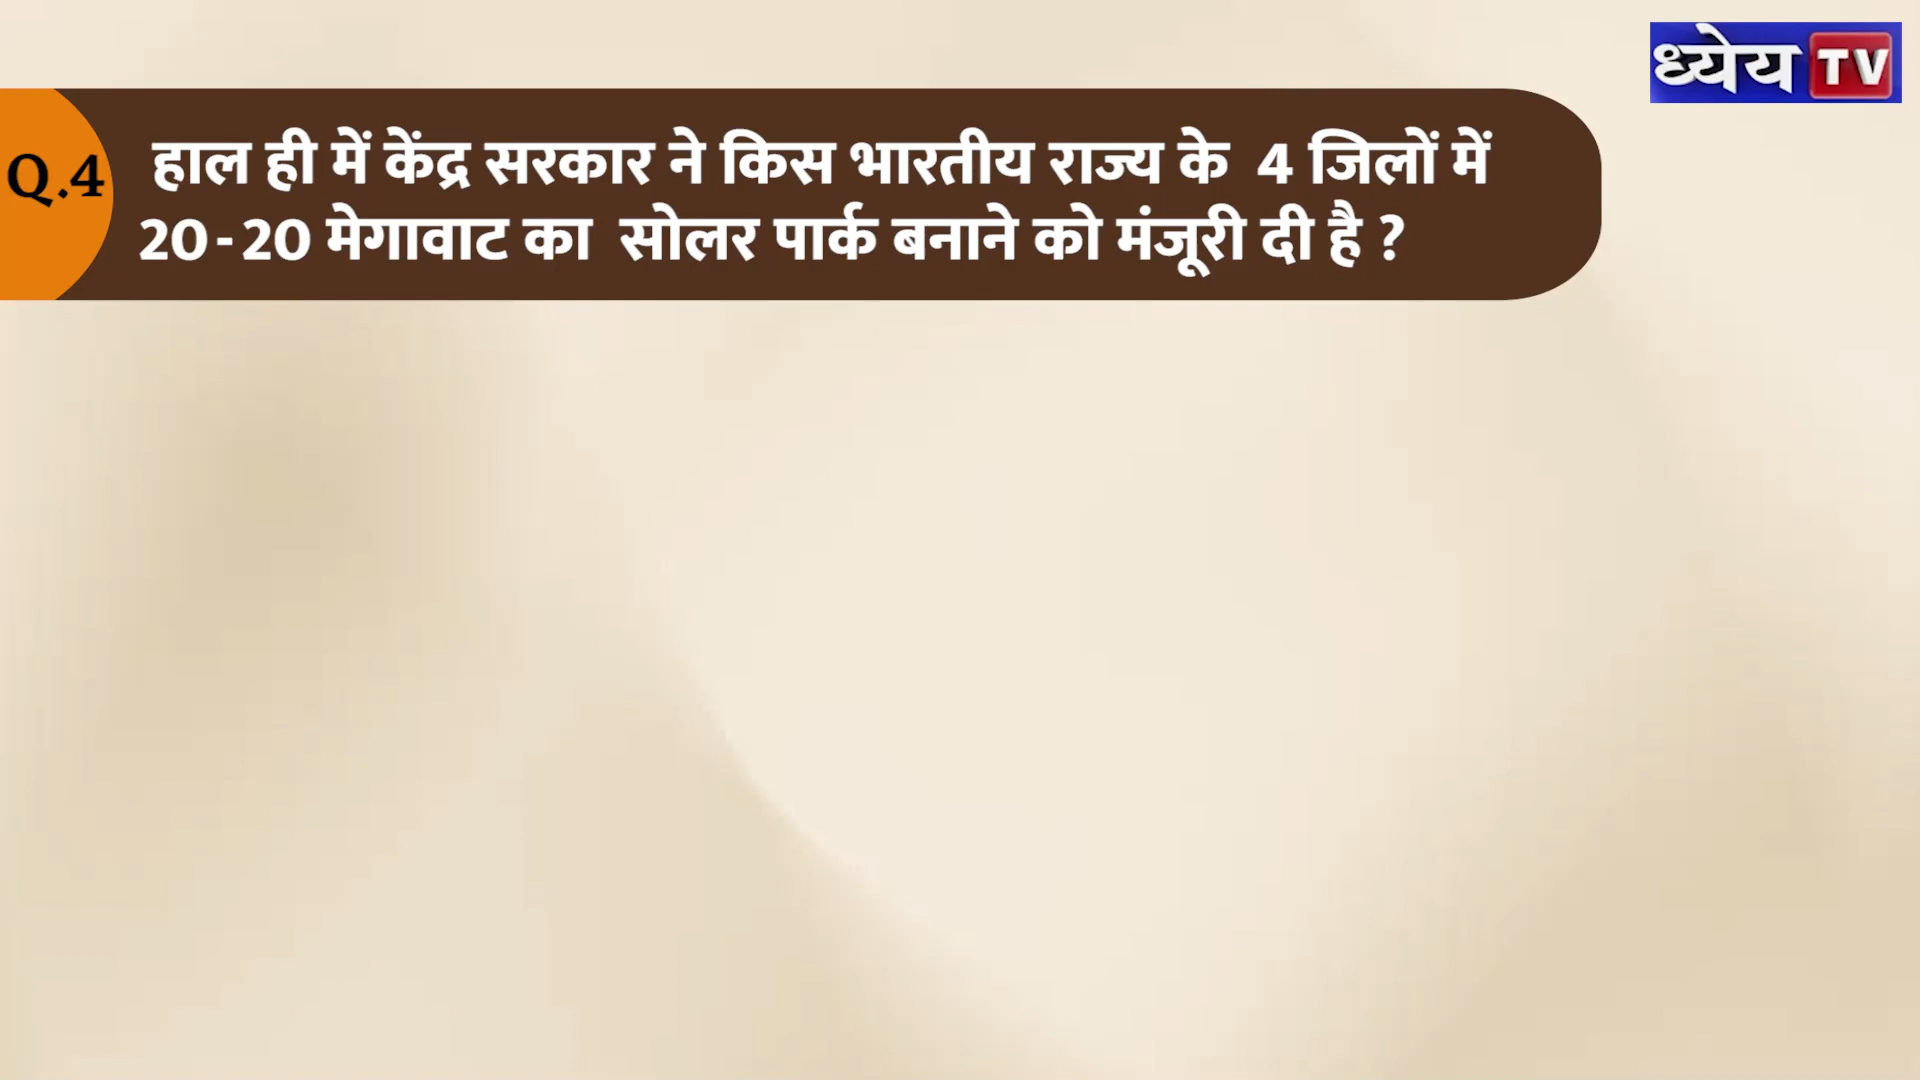 ध्येय TV
Q.4
हाल ही में केंद्र सरकार ने किस भारतीय राज्य के 4 जिलों में
20-20 मेगावाट का सोलर पार्क बनाने को मंजूरी दी है ?